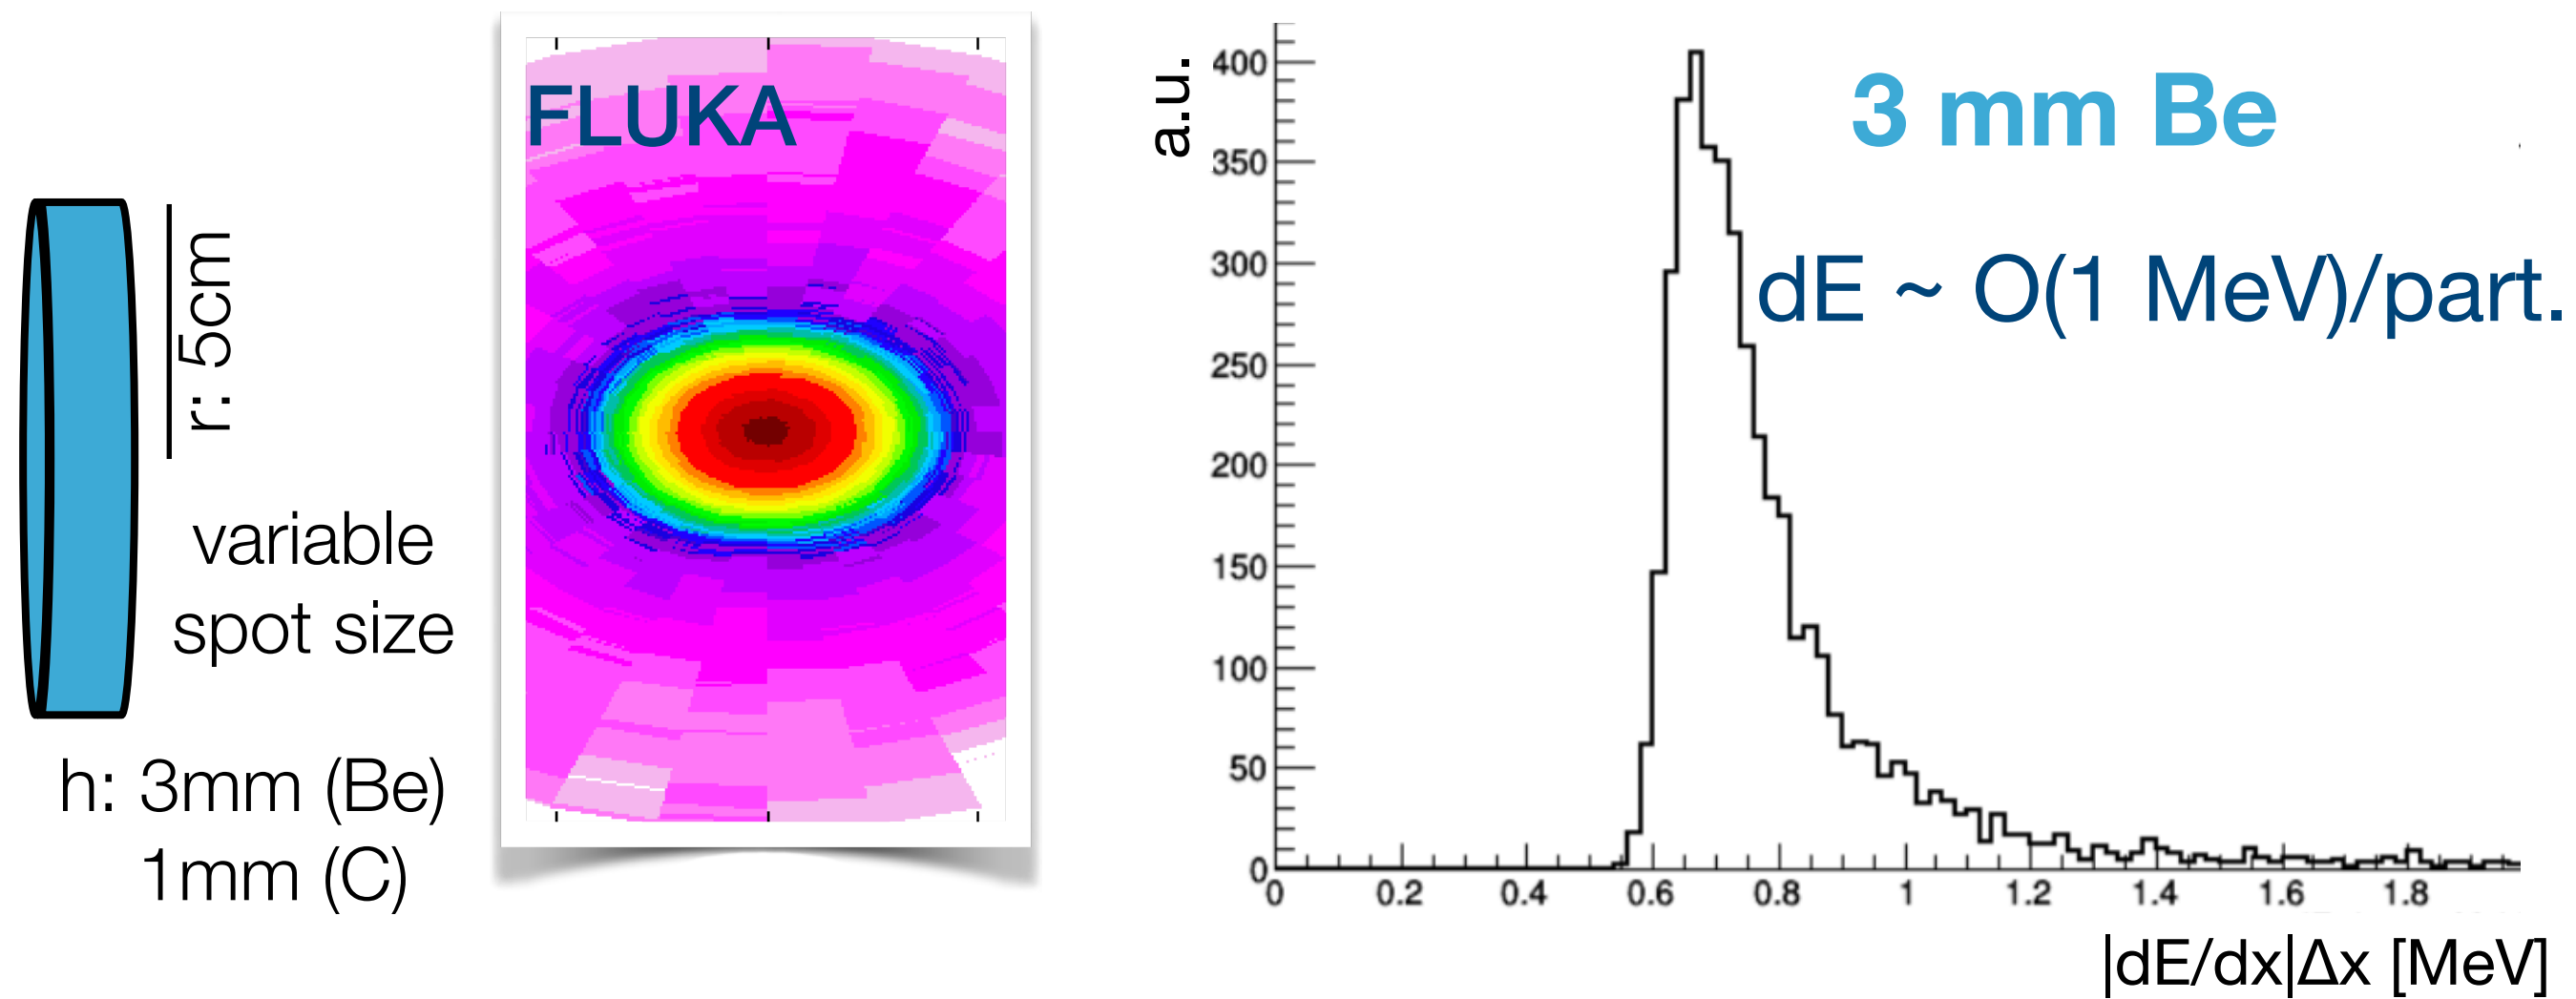 r: 5cm
variable
spot size
h: 3mm (Be)
1mm (C)
FLUKA
a.u.
400
350
300
250
200
150
100
50
0
0 0.2 0.4 0.6 0.8 1 1.2 1.4 1.6 1.8
|dE/dx|Δx [MeV]
3 mm Be
dE ~ O(1 MeV)/part.